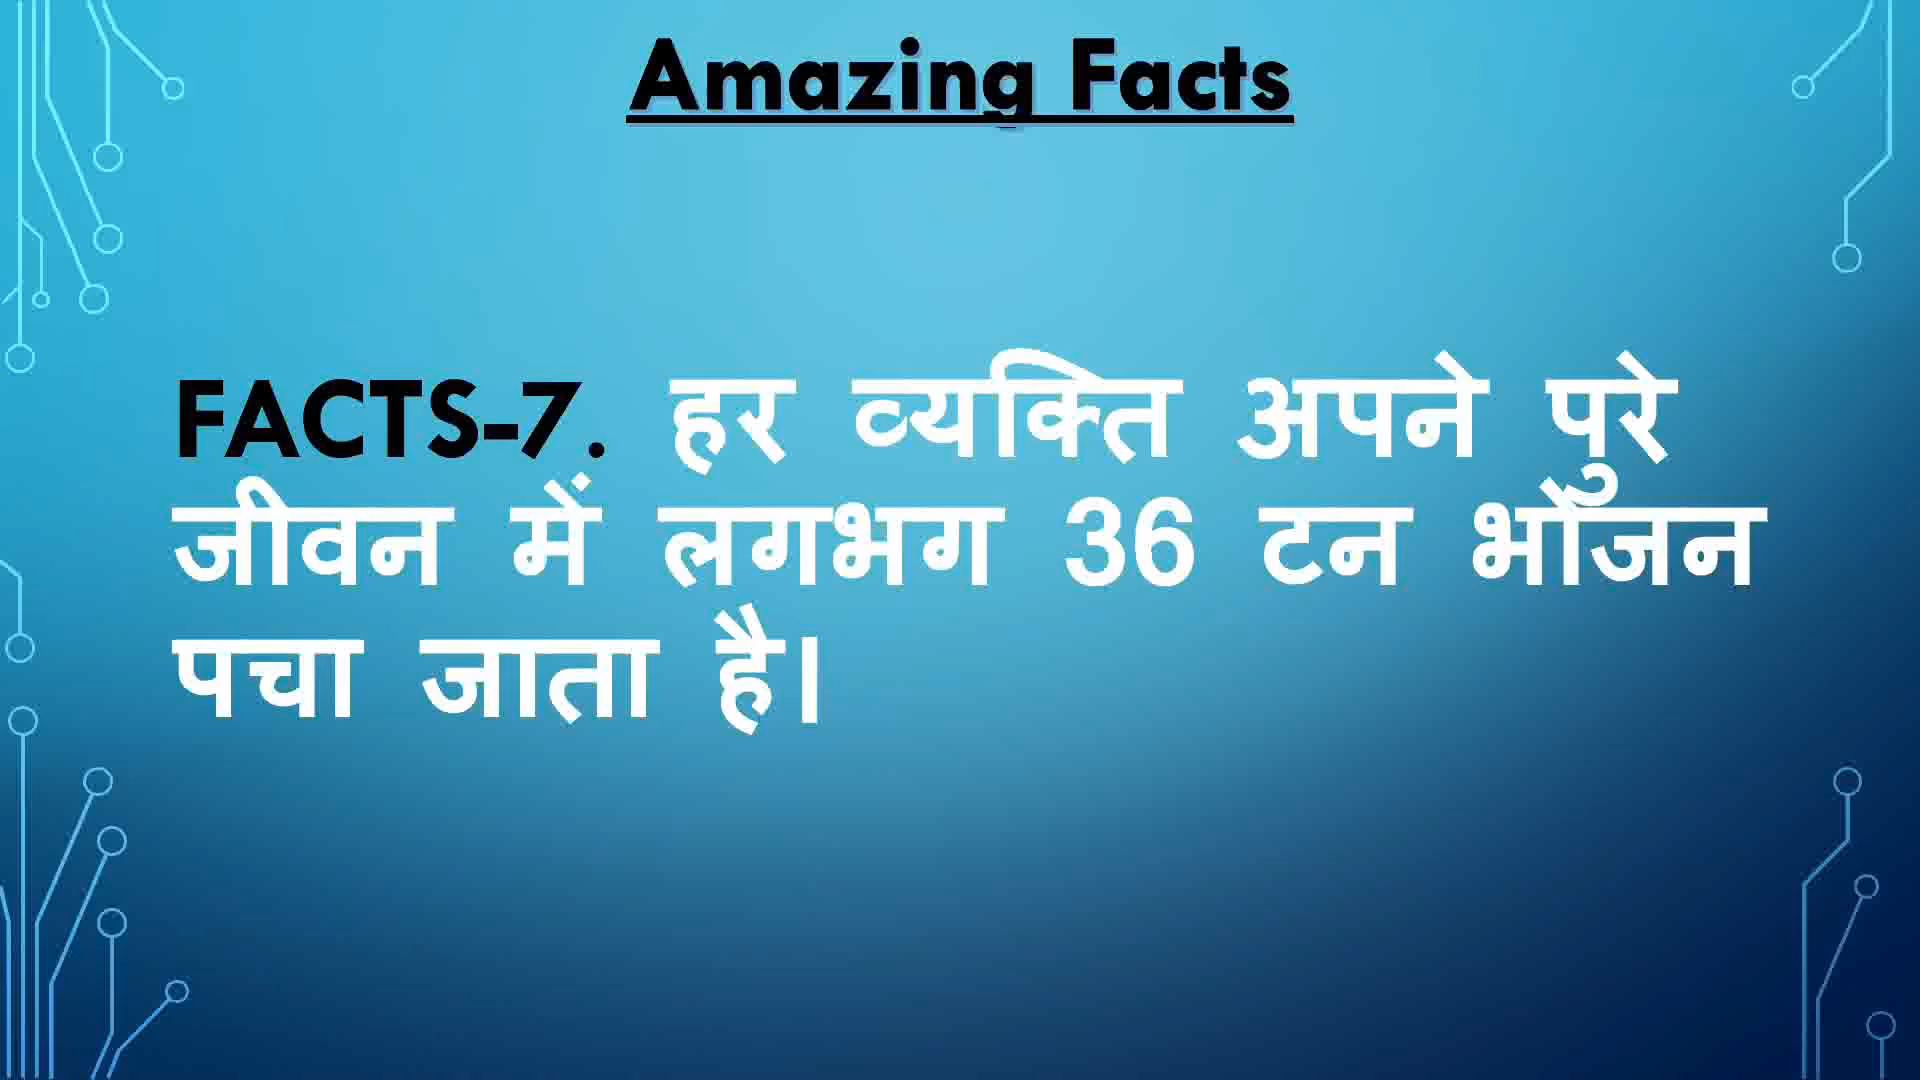 Amazing Facts
FACTS-7. हर व्यक्ति अपने पुरे
जीवन में लगभग 36 टन भोजन
पचा जाता है।